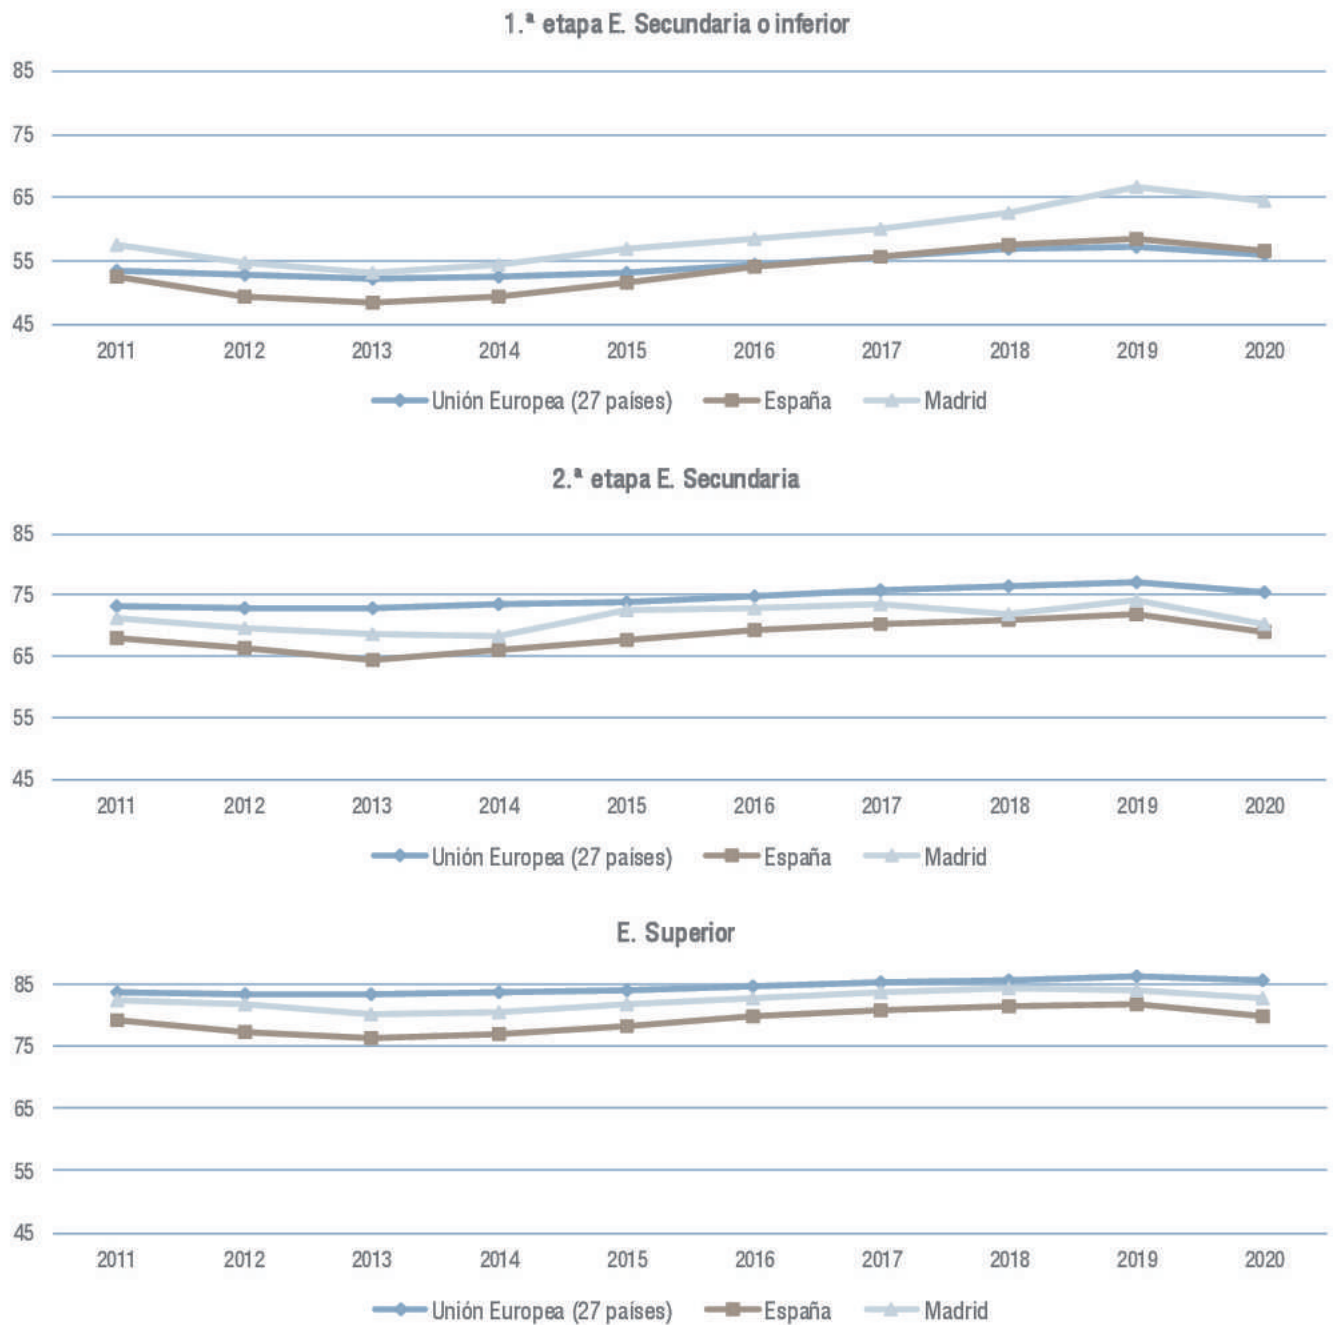 1.ª etapa E. Secundaria o inferior
85
75
65
55
45
2011 2012 2013 2014 2015 2016 2017 2018 2019 2020
Unión Europea (27 países) España Madrid
2.ª etapa E. Secundaria
85
75
65
55
45
2011 2012 2013 2014 2015 2016 2017 2018 2019 2020
Unión Europea (27 países) España Madrid
E. Superior
85
75
65
55
45
2011 2012 2013 2014 2015 2016 2017 2018 2019 2020
Unión Europea (27 países) España Madrid